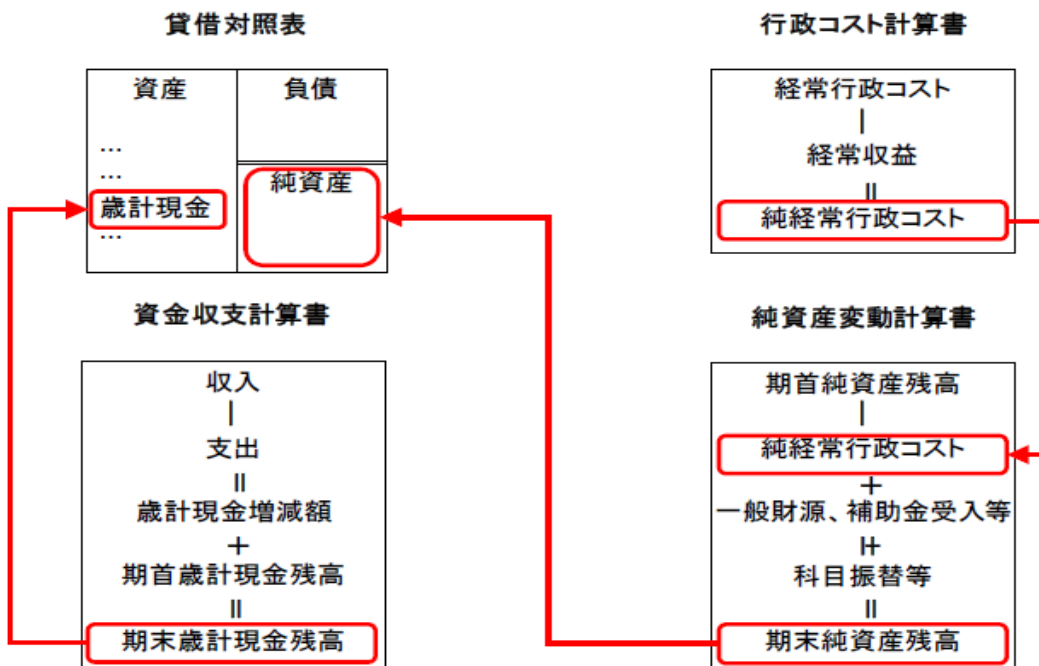 貸借対照表
資産
負債
…
…
歳計現金
…
純資産
行政コスト計算書
経常行政コスト
|
経常収益
||
純経常行政コスト
資金収支計算書
収入
|
支出
||
歳計現金増減額
+
期首歳計現金残高
||
期末歳計現金残高
純資産変動計算書
期首純資産残高
|
純経常行政コスト
+
一般財源、補助金受入等
科目振替等
||
期末純資産残高